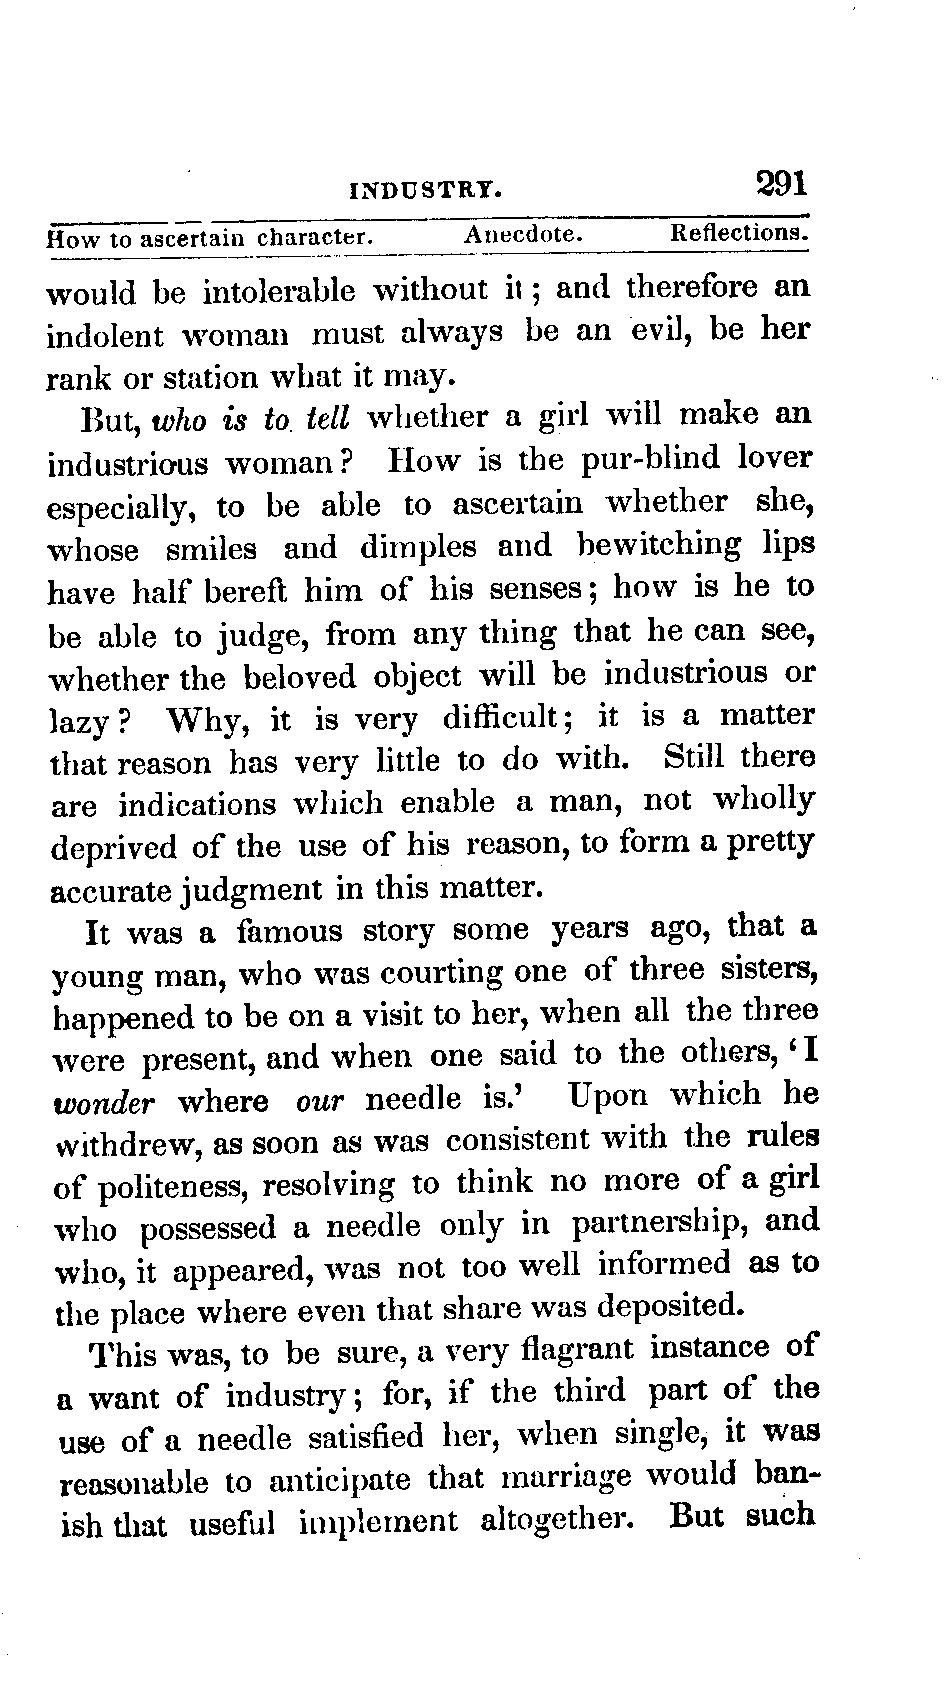 INDUSTRY. 291
How to ascertain character. Anecdote. Reflections.
would be intolerable without it; and therefore an
indolent woman must always be an evil, be her
rank or station what it may.
But, who is to tell whether a girl will make an
industrious woman? How is the pur-blind lover
especially, to be able to ascertain whether she,
whose smiles and dimples and bewitching lips
have half bereft him of his senses; how is he to
be able to judge, from any thing that he can see,
whether the beloved object will be industrious or
lazy? Why, it is very difficult; it is a matter
that reason has very little to do with. Still there
are indications which enable a man, not wholly
deprived of the use of his reason, to form a pretty
accurate judgment in this matter.
It was a famous story some years ago, that a
young man, who was courting one of three sisters,
happened to be on a visit to her, when all the three
were present, and when one said to the others, ‘I
wonder where our needle is.’ Upon which he
withdrew, as soon as was consistent with the rules
of politeness, resolving to think no more of a girl
who possessed a needle only in partnership, and
who, it appeared, was not too well informed as to
the place where even that share was deposited.
This was, to be sure, a very flagrant instance of
a want of industry; for, if the third part of the
use of a needle satisfied her, when single, it was
reasonable to anticipate that marriage would ban-
ish that useful implement altogether. But such